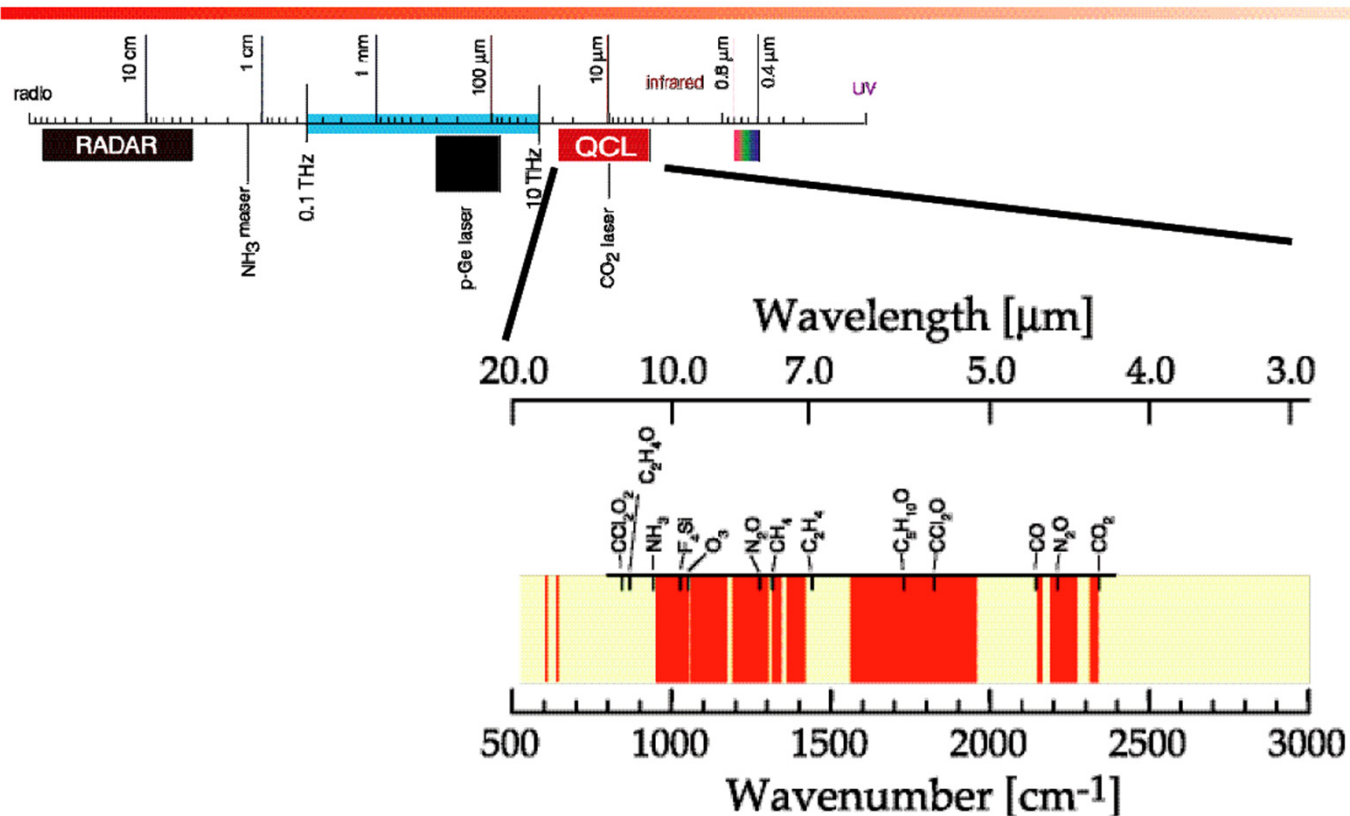 radio
10 cm
1 cm
1 mm
100 µm
10 µm
infrared
0.8 µm
0.4 µm
UV
RADAR
QCL
NH3 maser
0.1 THz
p-Ge laser
10 THz
CO2 laser
Wavelength [µm]
20.0 10.0 7.0 5.0 4.0 3.0
CCl2O2
C2H4O
NH3
F4Si
O3
N2O
CH4
C2H4
C5H10O
CCl2O
CO
N2O
CO2
500 1000 1500 2000 2500 3000
Wavenumber [cm-1]